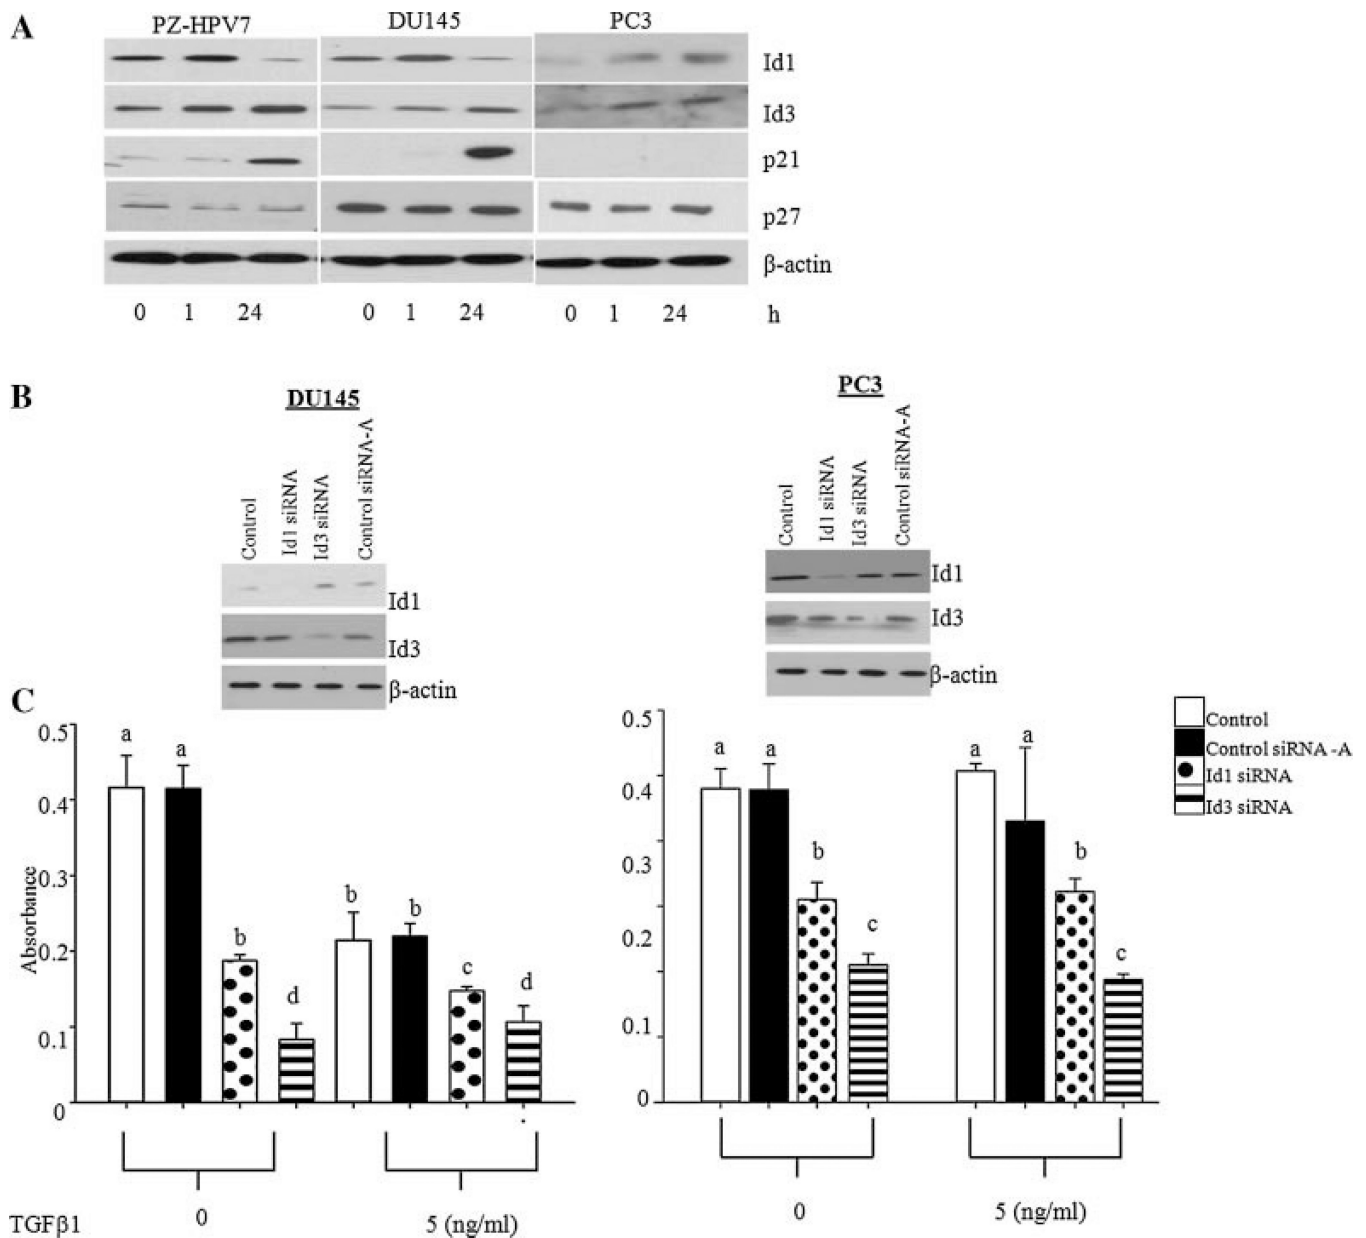 A
PZ-HPV7 DU145 PC3
Id1
Id3
p21
p27
β-actin
0 1 24 0 1 24 0 1 24 h
B
DU145
Control
Id1 siRNA
Id3 siRNA
Control siRNA-A
Id1
Id3
β-actin
PC3
Control
Id1 siRNA
Id3 siRNA
Control siRNA-A
Id1
Id3
β-actin
C
Absorbance
0.5
0.4
0.3
0.2
0.1
0
a a b d b b c d
0.5
0.4
0.3
0.2
0.1
0
a a b c a a b c
Control
Control siRNA -A
Id1 siRNA
Id3 siRNA
TGFβ1 0 5 (ng/ml) 0 5 (ng/ml)